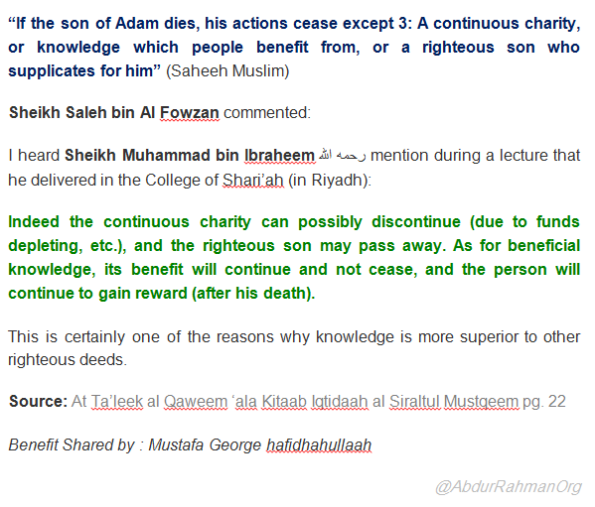 “If the son of Adam dies, his actions cease except 3: A continuous charity,
or knowledge which people benefit from, or a righteous son who
supplicates for him” (Saheeh Muslim)
Sheikh Saleh bin Al Fowzan commented:
I heard Sheikh Muhammad bin Ibraheem رحمه الله mention during a lecture that
he delivered in the College of Shari’ah (in Riyadh):
Indeed the continuous charity can possibly discontinue (due to funds
depleting, etc.), and the righteous son may pass away. As for beneficial
knowledge, its benefit will continue and not cease, and the person will
continue to gain reward (after his death).
This is certainly one of the reasons why knowledge is more superior to other
righteous deeds.
Source: At Ta’leek al Qaweem ‘ala Kitaab Iqtidaah al Siraltul Mustqeem pg. 22
Benefit Shared by : Mustafa George hafidhahullaah
@AbdurRahmanOrg